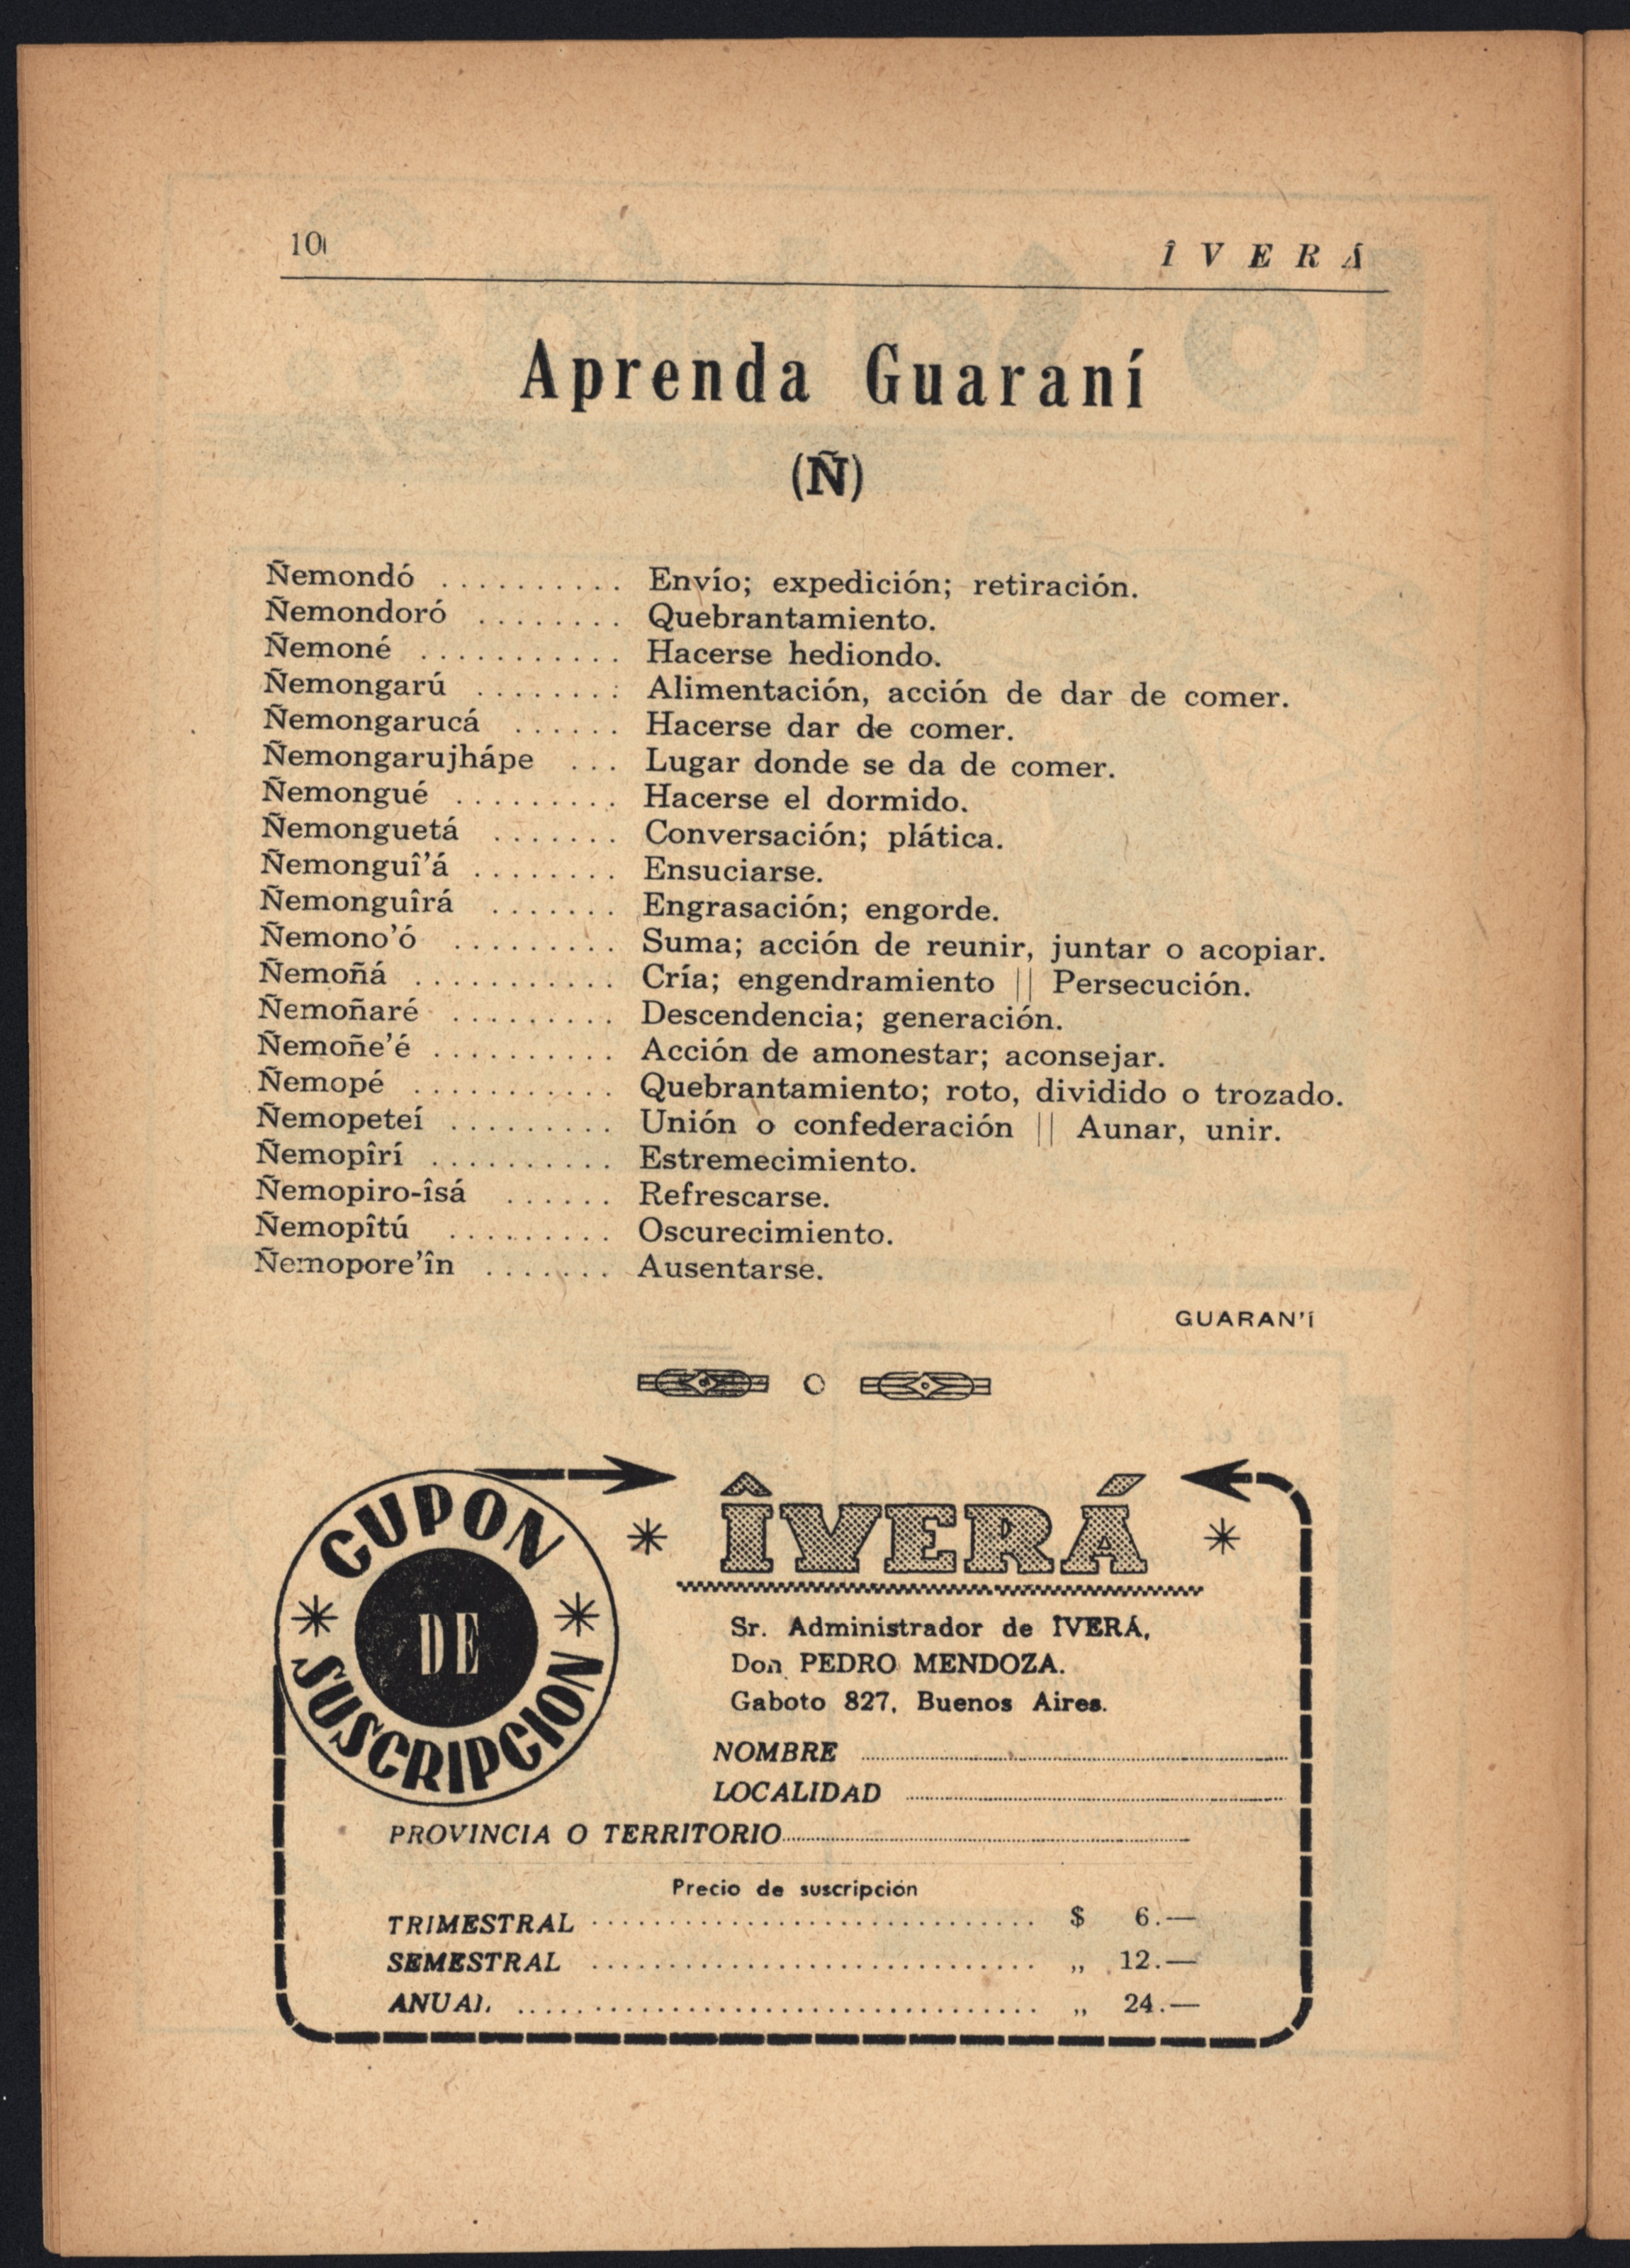 10
Î V E R Á
Aprenda Guaraní
(Ñ)
Ñemondó .......... Envío; expedición; retiración.
Ñemondoró ........ Quebrantamiento.
Ñemoné ........... Hacerse hediondo.
Ñemongarú ........ Alimentación, acción de dar de comer.
Ñemongarucá ...... Hacerse dar de comer.
Ñemongarujhápe ... Lugar donde se da de comer.
Ñemongué ......... Hacerse el dormido.
Ñemonguetá ....... Conversación; plática.
Ñemonguî’á ........ Ensuciarse.
Ñemonguîrá ....... Engrasación; engorde.
Ñemono’ó ......... Suma; acción de reunir, juntar o acopiar.
Ñemoñá ........... Cría; engendramiento || Persecución.
Ñemoñaré ......... Descendencia; generación.
Ñemoñe’é .......... Acción de amonestar; aconsejar.
Ñemopé ........... Quebrantamiento; roto, dividido o trozado.
Ñemopeteí ......... Unión o confederación || Aunar, unir.
Ñemopîrí .......... Estremecimiento.
Ñemopiro-îsá ...... Refrescarse.
Ñemopîtú ......... Oscurecimiento.
Ñemopore’în ....... Ausentarse.
GUARAN’Í
CUPON
DE
SUSCRIPCION
ÎVERÁ
Sr. Administrador de ÎVERÁ,
Don PEDRO MENDOZA.
Gaboto 827, Buenos Aires.
NOMBRE
LOCALIDAD
PROVINCIA O TERRITORIO
Precio de suscripción
TRIMESTRAL ............................. $ 6.—
SEMESTRAL ............................. „ 12.—
ANUAL .................................. „ 24.—